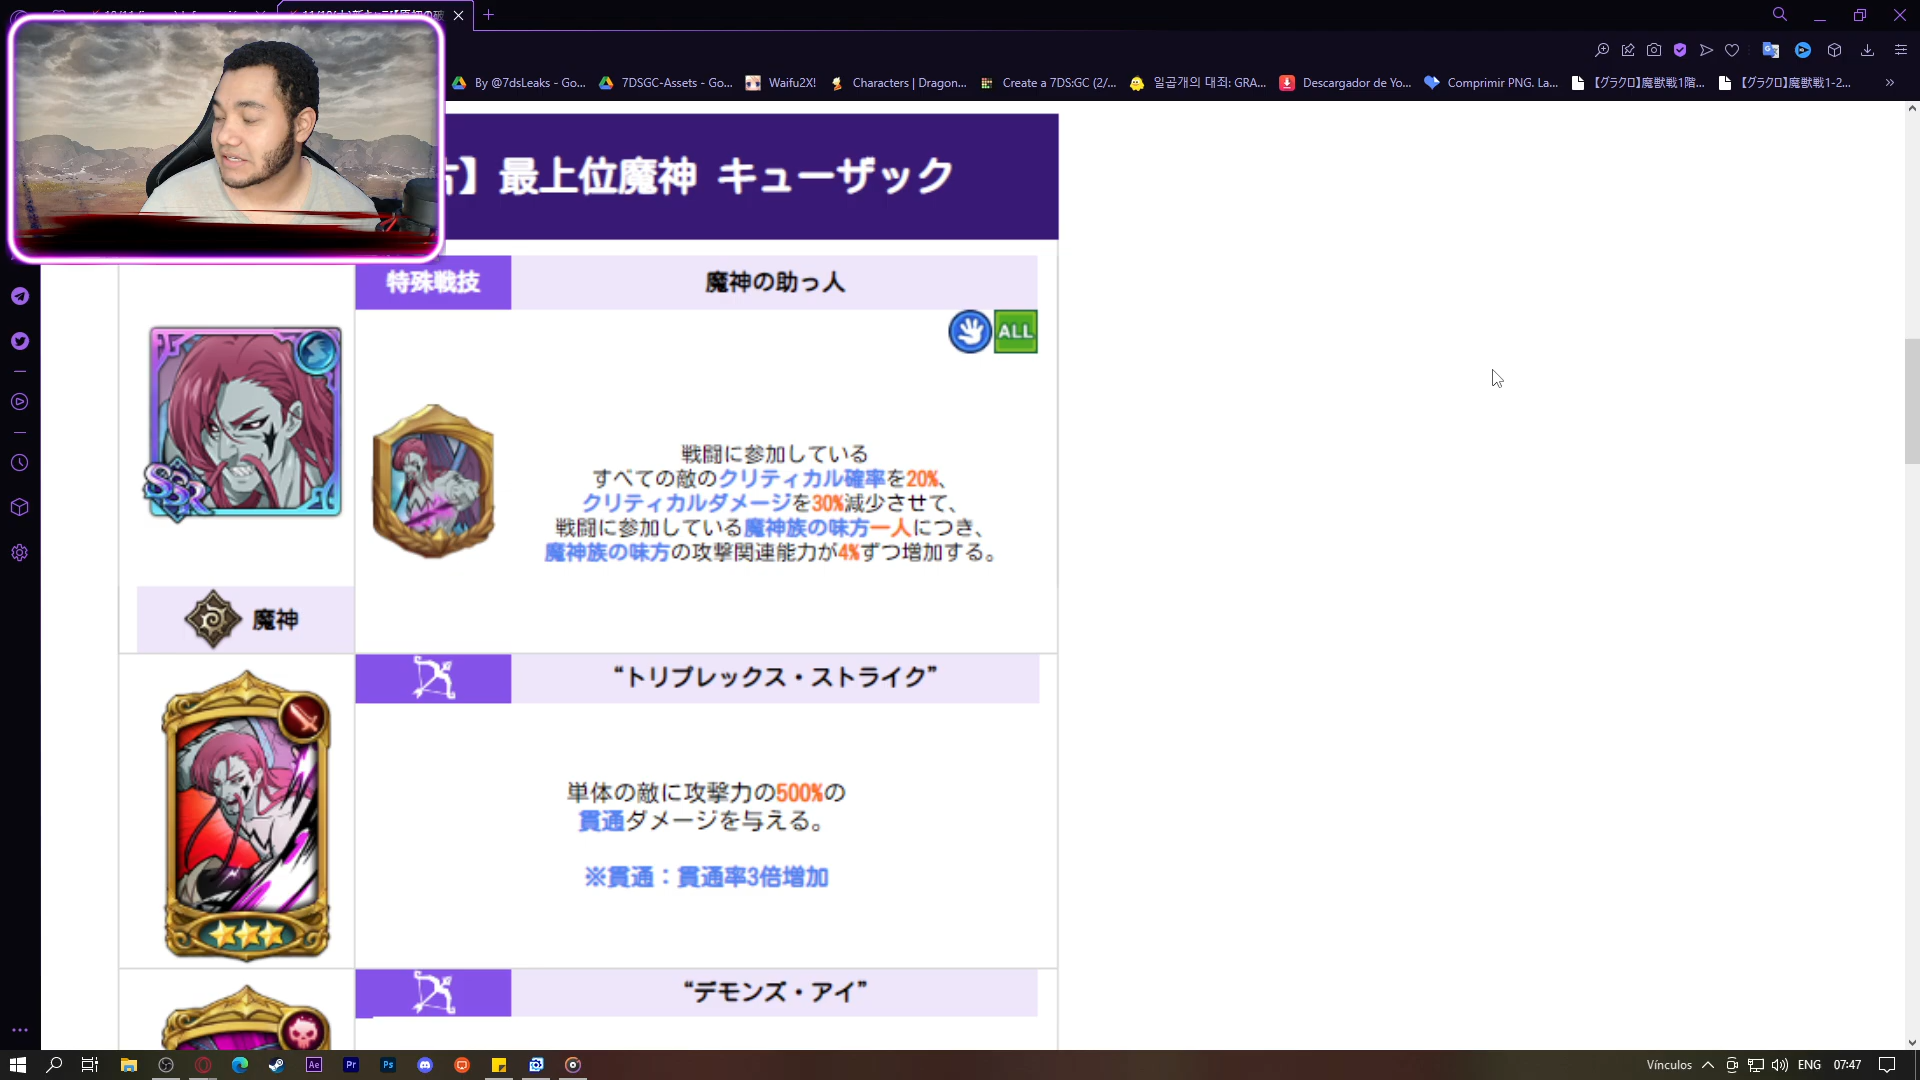 By @7dsLeaks - Go...
7DSGC-Assets - Go...
Waifu2X!
Characters | Dragon...
Create a 7DS:GC (2/...
일곱개의 대죄: GRA...
Descargador de Yo...
Comprimir PNG. La...
【グラクロ】魔獣戦1階...
【グラクロ】魔獣戦1-2...
】最上位魔神 キューザック
特殊戦技
魔神の助っ人
ALL
SSR
戦闘に参加している
すべての敵のクリティカル確率を20%、
クリティカルダメージを30%減少させて、
戦闘に参加している魔神族の味方一人につき、
魔神族の味方の攻撃関連能力が4%ずつ増加する。
魔神
“トリプレックス・ストライク”
単体の敵に攻撃力の500%の
貫通ダメージを与える。
※貫通：貫通率3倍増加
“デモンズ・アイ”
Ae
Pr
Ps
Vínculos
ENG
07:47